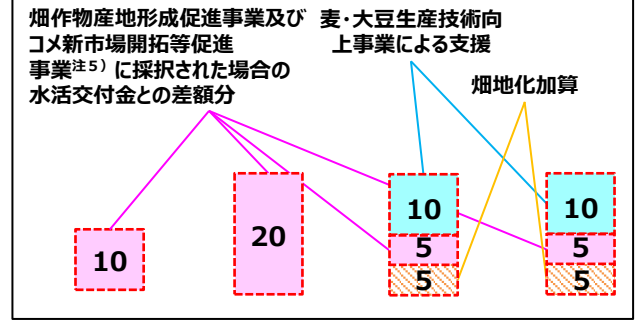 畑作物産地形成促進事業及び
コメ新市場開拓等促進
事業注５）に採択された場合の
水活交付金との差額分
麦・大豆生産技術向
上事業による支援
畑地化加算
10
20
10
5
5
10
5
5